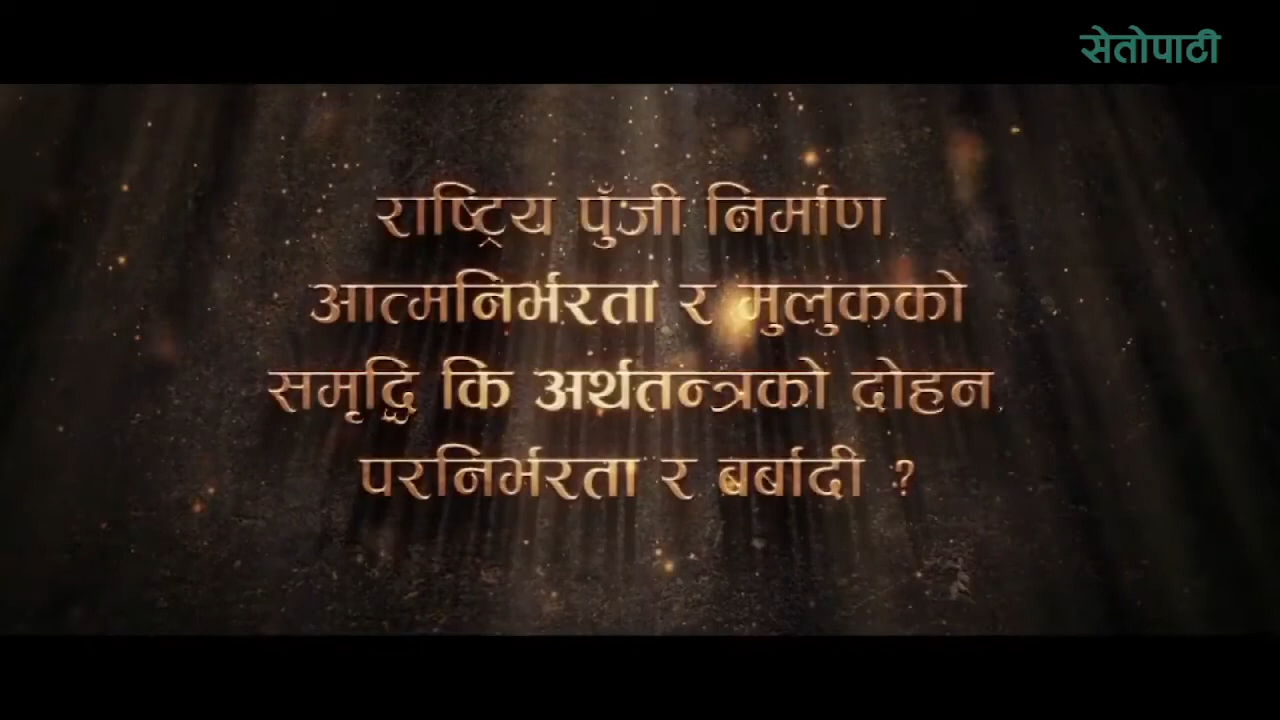 सेतोपाटी
राष्ट्रिय पुँजी निर्माण
आत्मनिर्भरता र मुलुकको
समृद्धि कि अर्थतन्त्रको दोहन
परनिर्भरता र बर्बादी ?